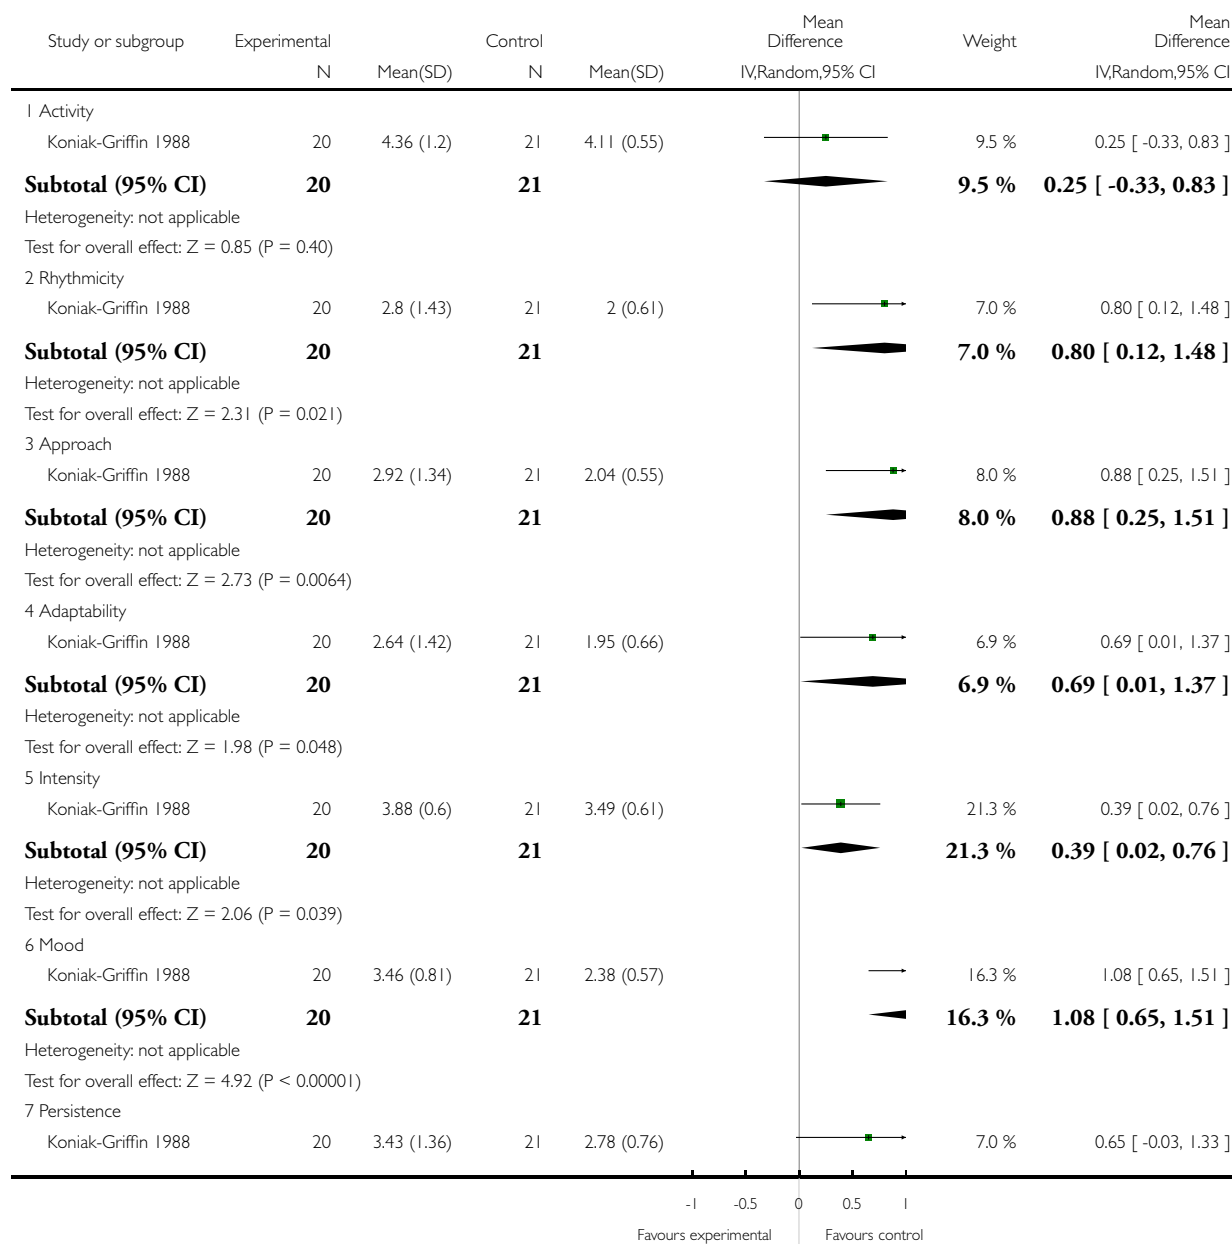 Study or subgroup Experimental Control Mean Difference Weight Mean Difference
N Mean(SD) N Mean(SD) IV,Random,95% CI IV,Random,95% CI
1 Activity
Koniak-Griffin 1988 20 4.36 (1.2) 21 4.11 (0.55) 9.5 % 0.25 [ -0.33, 0.83 ]
Subtotal (95% CI) 20 21 9.5 % 0.25 [ -0.33, 0.83 ]
Heterogeneity: not applicable
Test for overall effect: Z = 0.85 (P = 0.40)
2 Rhythmicity
Koniak-Griffin 1988 20 2.8 (1.43) 21 2 (0.61) 7.0 % 0.80 [ 0.12, 1.48 ]
Subtotal (95% CI) 20 21 7.0 % 0.80 [ 0.12, 1.48 ]
Heterogeneity: not applicable
Test for overall effect: Z = 2.31 (P = 0.021)
3 Approach
Koniak-Griffin 1988 20 2.92 (1.34) 21 2.04 (0.55) 8.0 % 0.88 [ 0.25, 1.51 ]
Subtotal (95% CI) 20 21 8.0 % 0.88 [ 0.25, 1.51 ]
Heterogeneity: not applicable
Test for overall effect: Z = 2.73 (P = 0.0064)
4 Adaptability
Koniak-Griffin 1988 20 2.64 (1.42) 21 1.95 (0.66) 6.9 % 0.69 [ 0.01, 1.37 ]
Subtotal (95% CI) 20 21 6.9 % 0.69 [ 0.01, 1.37 ]
Heterogeneity: not applicable
Test for overall effect: Z = 1.98 (P = 0.048)
5 Intensity
Koniak-Griffin 1988 20 3.88 (0.6) 21 3.49 (0.61) 21.3 % 0.39 [ 0.02, 0.76 ]
Subtotal (95% CI) 20 21 21.3 % 0.39 [ 0.02, 0.76 ]
Heterogeneity: not applicable
Test for overall effect: Z = 2.06 (P = 0.039)
6 Mood
Koniak-Griffin 1988 20 3.46 (0.81) 21 2.38 (0.57) 16.3 % 1.08 [ 0.65, 1.51 ]
Subtotal (95% CI) 20 21 16.3 % 1.08 [ 0.65, 1.51 ]
Heterogeneity: not applicable
Test for overall effect: Z = 4.92 (P < 0.00001)
7 Persistence
Koniak-Griffin 1988 20 3.43 (1.36) 21 2.78 (0.76) 7.0 % 0.65 [ -0.03, 1.33 ]
-1 -0.5 0 0.5 1
Favours experimental Favours control